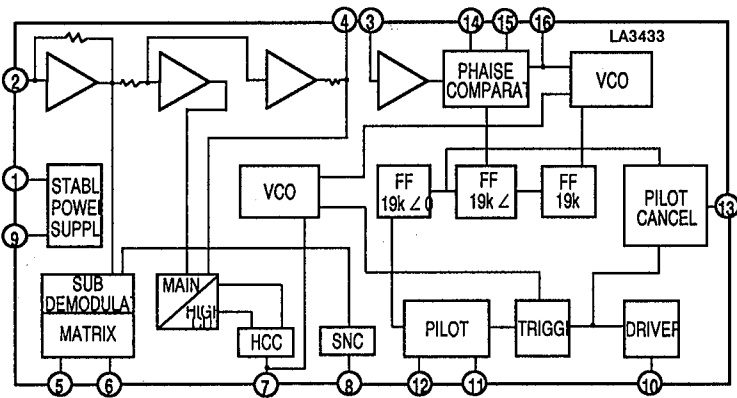 4
3
14
15
16
LA3433
2
PHAISE
COMPARAT
VCO
1
STABL
POWE
SUPPL
9
VCO
FF
19k ∠0
FF
19k ∠
FF
19k
PILOT
CANCEL
13
SUB
DEMODULAT
MATRIX
MAIN
HIGH
CUT
HCC
SNC
PILOT
TRIGG
DRIVER
5
6
7
8
12
11
10